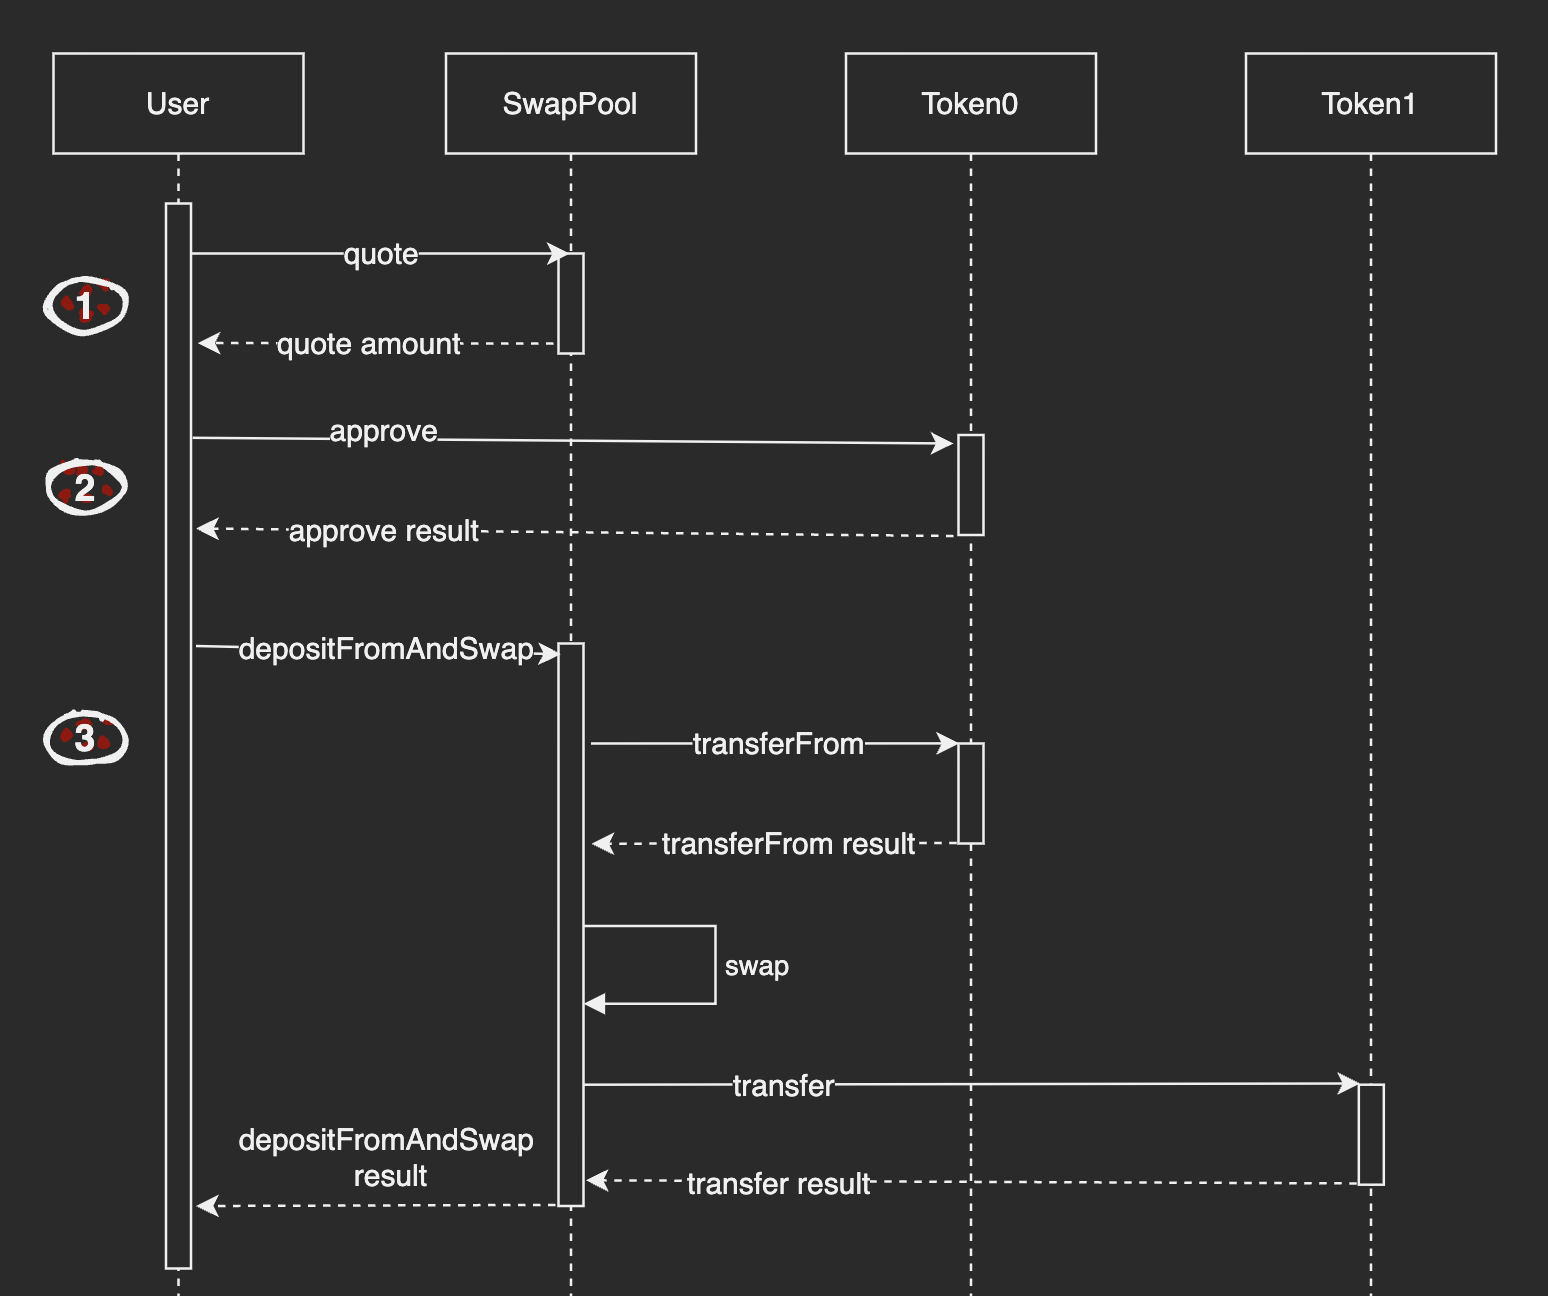 User
SwapPool
Token0
Token1
quote
1
quote amount
approve
2
approve result
depositFromAndSwap
3
transferFrom
transferFrom result
swap
transfer
depositFromAndSwap
result
transfer result